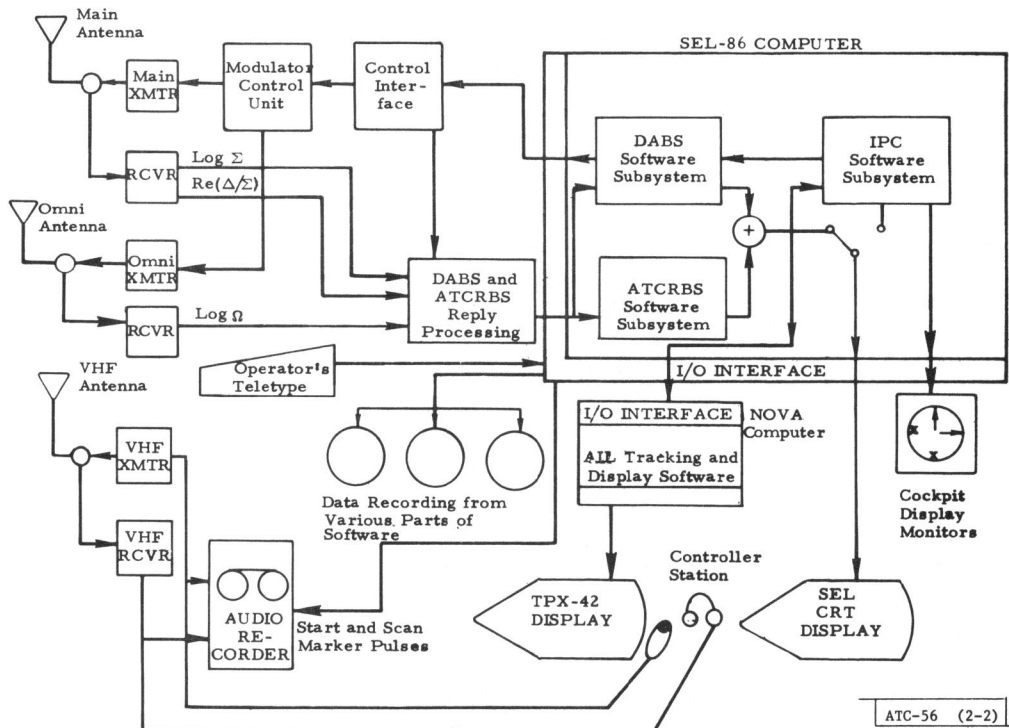 Main
Antenna
Main
XMTR
Modulator
Control
Unit
Control
Inter-
face
SEL-86 COMPUTER
DABS
Software
Subsystem
IPC
Software
Subsystem
RCVR
Log Σ
Re(Δ/Σ)
Omni
Antenna
Omni
XMTR
+
RCVR
Log Ω
DABS and
ATCRBS
Reply
Processing
ATCRBS
Software
Subsystem
Operator's
Teletype
I/O INTERFACE
VHF
Antenna
VHF
XMTR
I/O INTERFACE
NOVA
Computer
ALL Tracking and
Display Software
x
x
Cockpit
Display
Monitors
Data Recording from
Various Parts of
Software
VHF
RCVR
AUDIO
RE-
CORDER
Start and Scan
Marker Pulses
TPX-42
DISPLAY
Controller
Station
SEL
CRT
DISPLAY
ATC-56 (2-2)